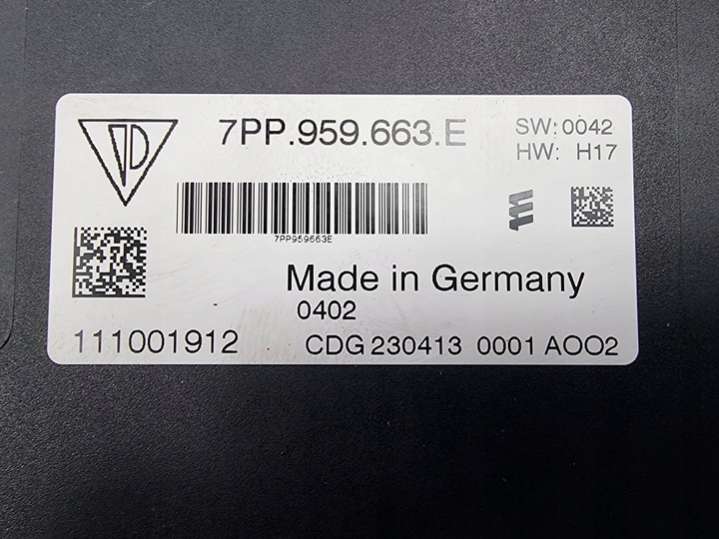 7PP.959.663.E
SW: 0042
HW: H17
7PP959663E
Made in Germany
0402
111001912
CDG 230413 0001 AOO2